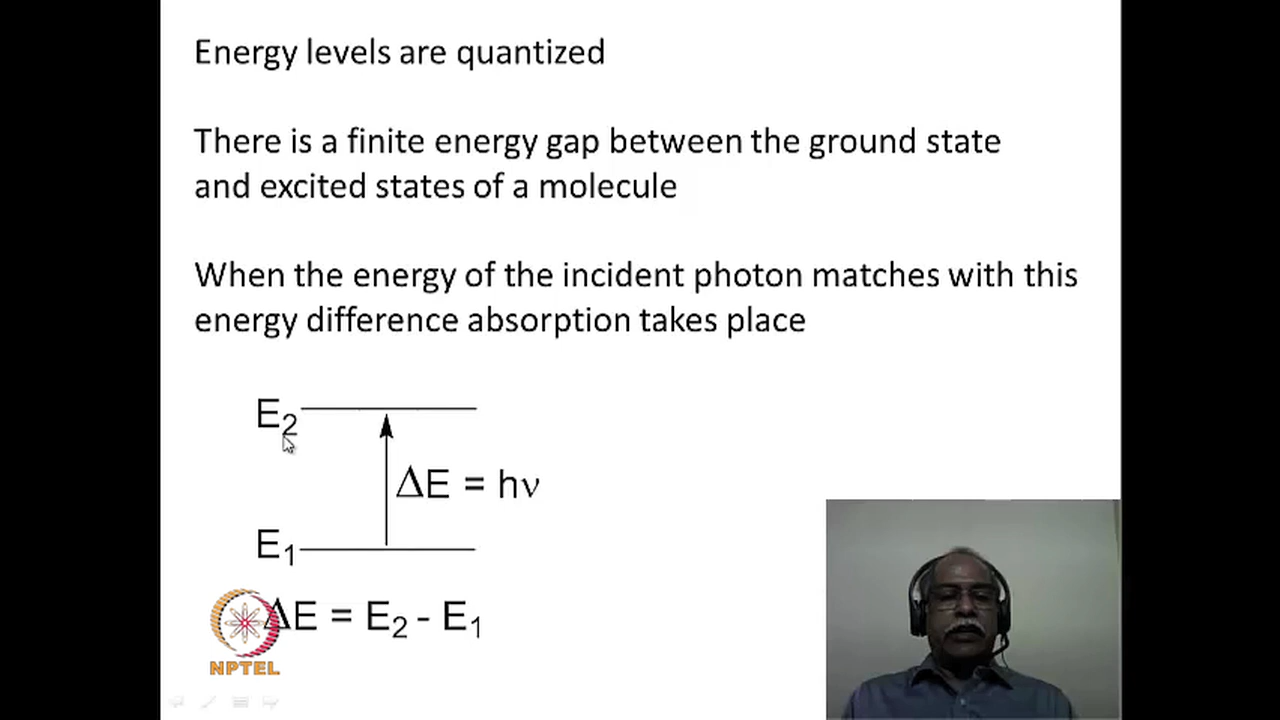 Energy levels are quantized
There is a finite energy gap between the ground state
and excited states of a molecule
When the energy of the incident photon matches with this
energy difference absorption takes place
E₂
ΔE = hν
E₁
ΔE = E₂ - E₁
NPTEL